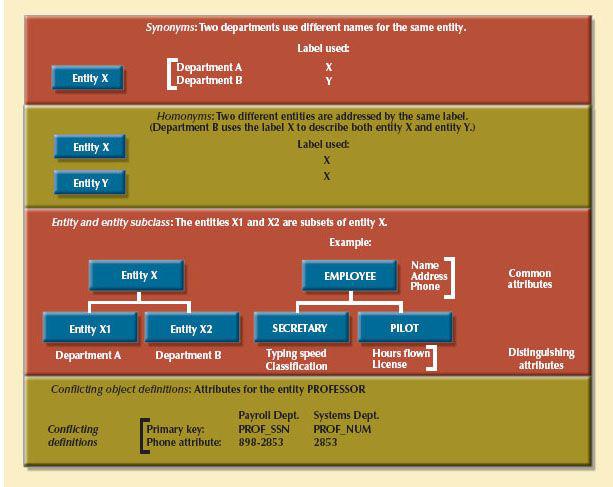 Synonyms: Two departments use different names for the same entity.
Label used:
Entity X
Department A X
Department B Y
Homonyms: Two different entities are addressed by the same label.
(Department B uses the label X to describe both entity X and entity Y.)
Entity X
Label used:
X
Entity Y
X
Entity and entity subclass: The entities X1 and X2 are subsets of entity X.
Example:
Entity X
EMPLOYEE
Name
Address
Phone
Common
attributes
Entity X1
Entity X2
SECRETARY
PILOT
Department A
Department B
Typing speed
Classification
Hours flown
License
Distinguishing
attributes
Conflicting object definitions: Attributes for the entity PROFESSOR
Payroll Dept. Systems Dept.
Conflicting
definitions
Primary key: PROF_SSN PROF_NUM
Phone attribute: 898-2853 2853